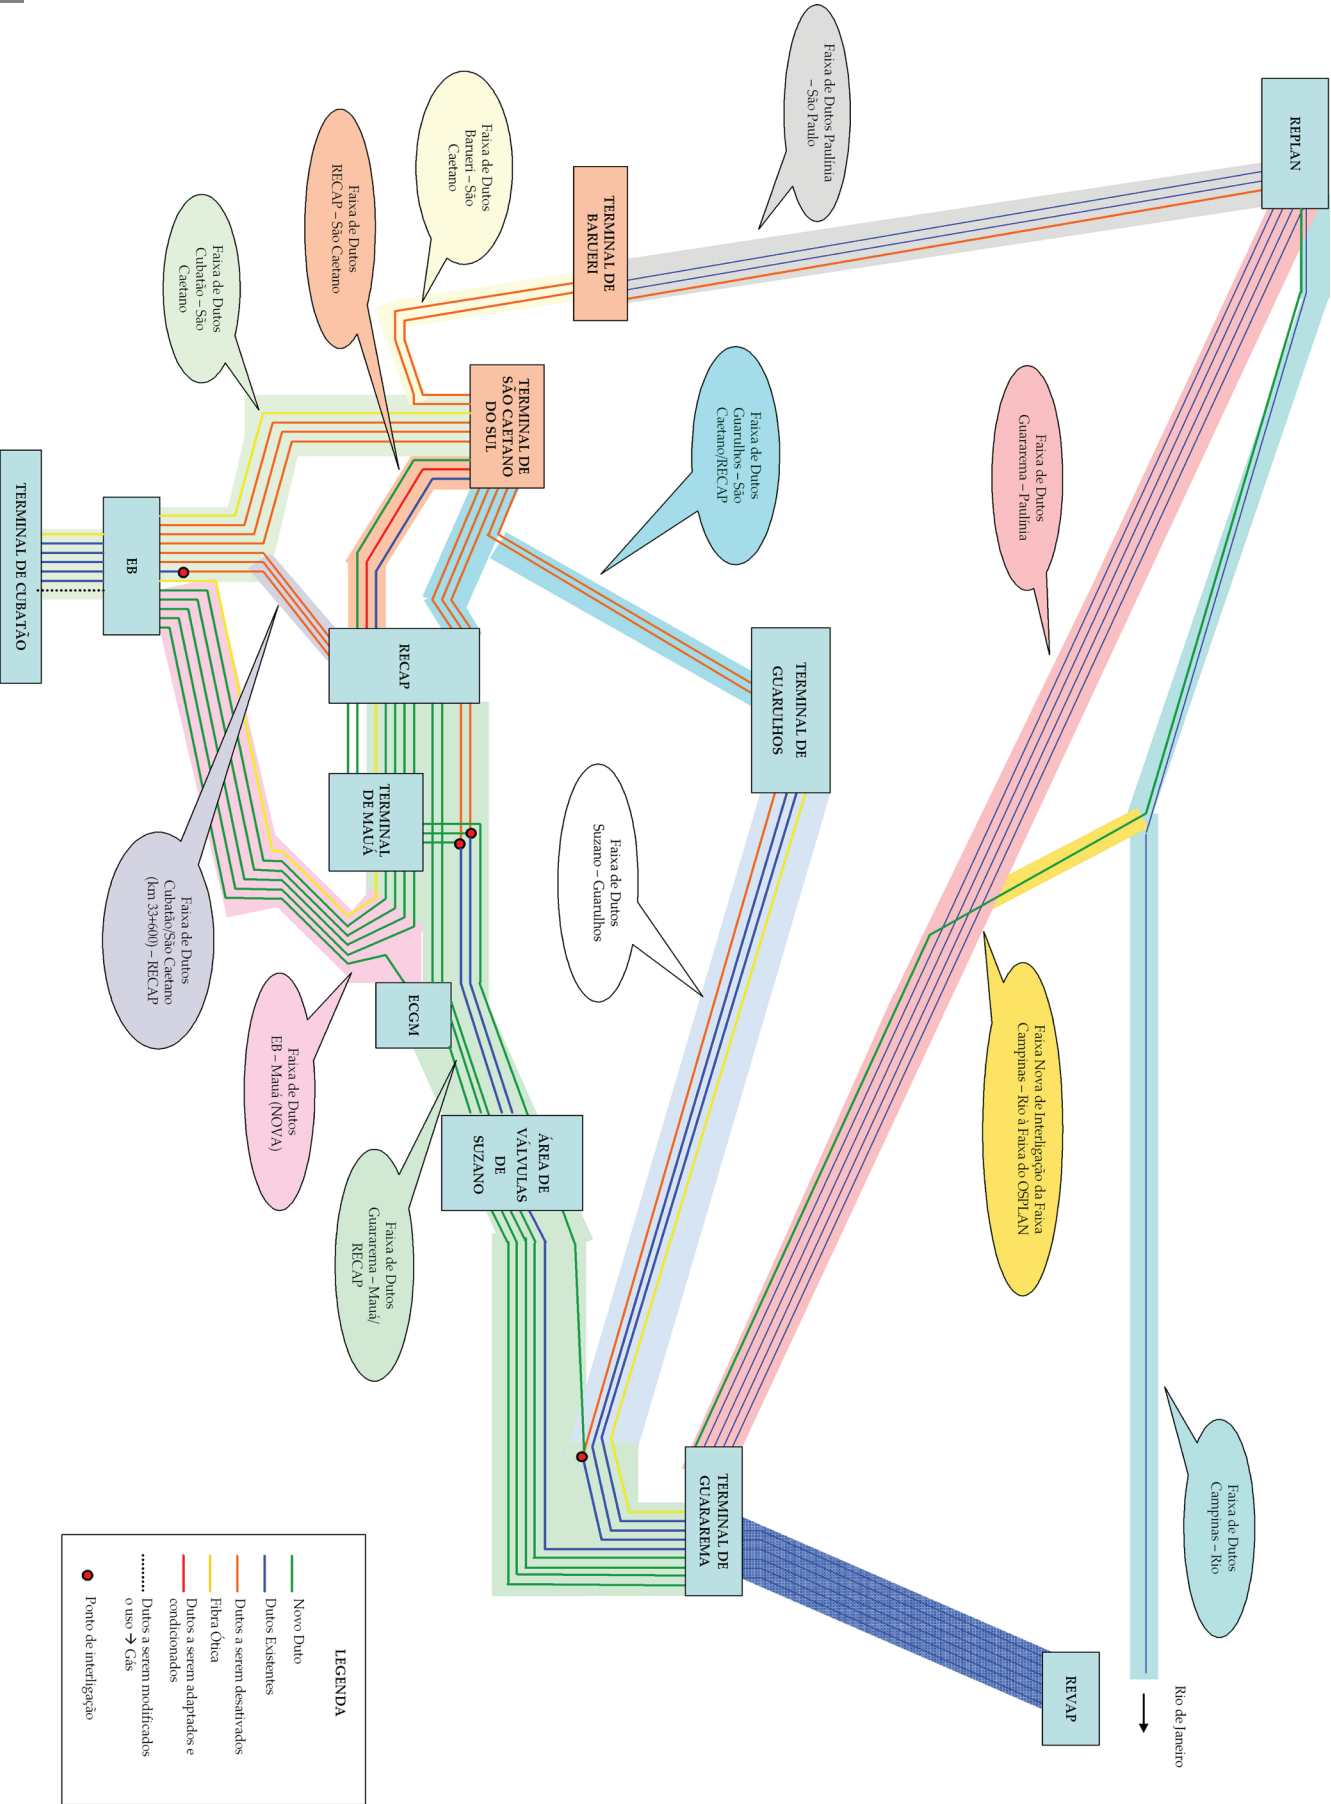 REPLAN
Faixa de Dutos Paulínia
– São Paulo
Faixa de Dutos
Barueri – São
Caetano
TERMINAL DE
BARUERI
Faixa de Dutos
RECAP – São Caetano
Faixa de Dutos
Cubatão – São
Caetano
TERMINAL DE
SÃO CAETANO
DO SUL
Faixa de Dutos
Guarulhos – São
Caetano/RECAP
Faixa de Dutos
Guararema – Paulínia
TERMINAL DE CUBATÃO
EB
RECAP
TERMINAL DE
GUARULHOS
TERMINAL
DE MAUÁ
Faixa de Dutos
Suzano – Guarulhos
Faixa de Dutos
Cubatão/São Caetano
(km 33+600) – RECAP
ECGM
Faixa de Dutos
EB – Mauá (NOVA)
ÁREA DE
VÁLVULAS
DE
SUZANO
Faixa Nova de Interligação da Faixa
Campinas – Rio à Faixa do OSPLAN
Faixa de Dutos
Guararema – Mauá/
RECAP
TERMINAL DE
GUARAREMA
Faixa de Dutos
Campinas – Rio
REVAP
Rio de Janeiro
LEGENDA
Novo Duto
Dutos Existentes
Dutos a serem desativados
Fibra Ótica
Dutos a serem adaptados e
condicionados
Dutos a serem modificados
o uso → Gás
Ponto de interligação